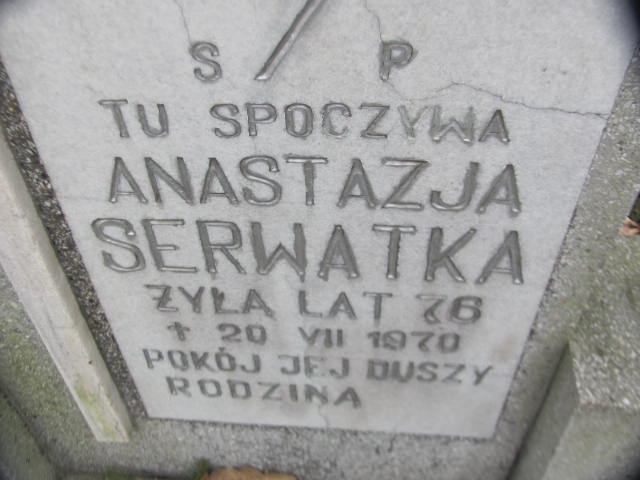 S P
TU SPOCZYWA
ANASTAZJA
SERWATKA
ŻYŁA LAT 76
† 20 VII 1970
POKÓJ JEJ DUSZY
RODZINA